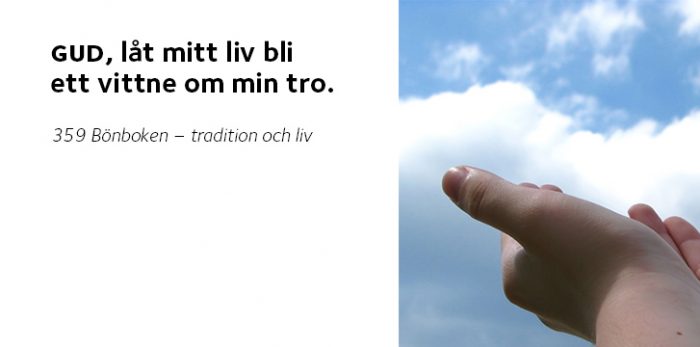 GUD, låt mitt liv bli
ett vittne om min tro.
359 Bönboken – tradition och liv